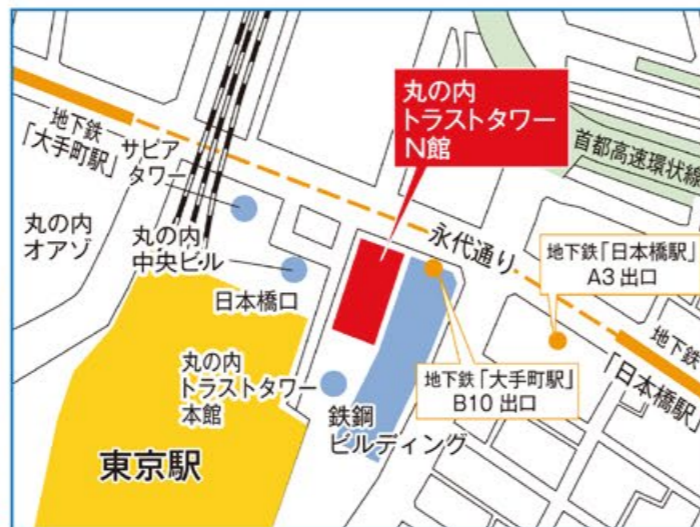 丸の内
トラストタワー
N館
地下鉄
「大手町駅」
サピア
タワー
首都高速環状線
丸の内
オアゾ
丸の内
中央ビル
永代通り
地下鉄「日本橋駅」
A3 出口
日本橋口
地下鉄
「日本橋駅」
丸の内
トラストタワー
本館
地下鉄「大手町駅」
B10 出口
鉄鋼
ビルディング
東京駅